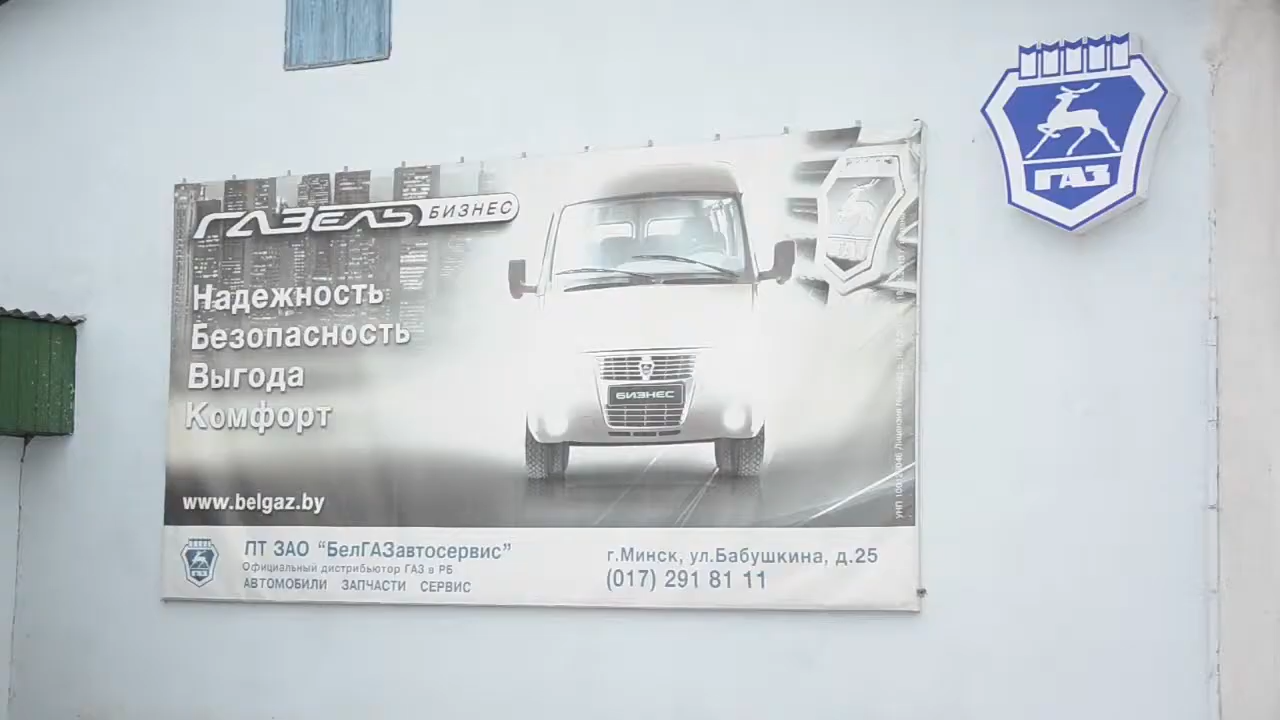 ГАЗ
ГАЗЕЛЬ БИЗНЕС
Надежность
Безопасность
Выгода
Комфорт
БИЗНЕС
www.belgaz.by
ГАЗ
ПТ ЗАО "БелГАЗавтосервис"
Официальный дистрибьютор ГАЗ в РБ
АВТОМОБИЛИ ЗАПЧАСТИ СЕРВИС
г.Минск, ул.Бабушкина, д.25
(017) 291 81 11